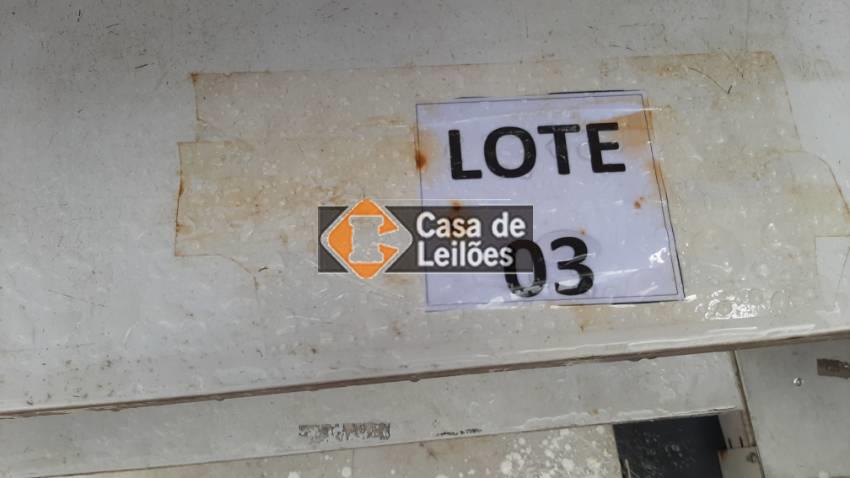 LOTE
Casa de
Leilões
03